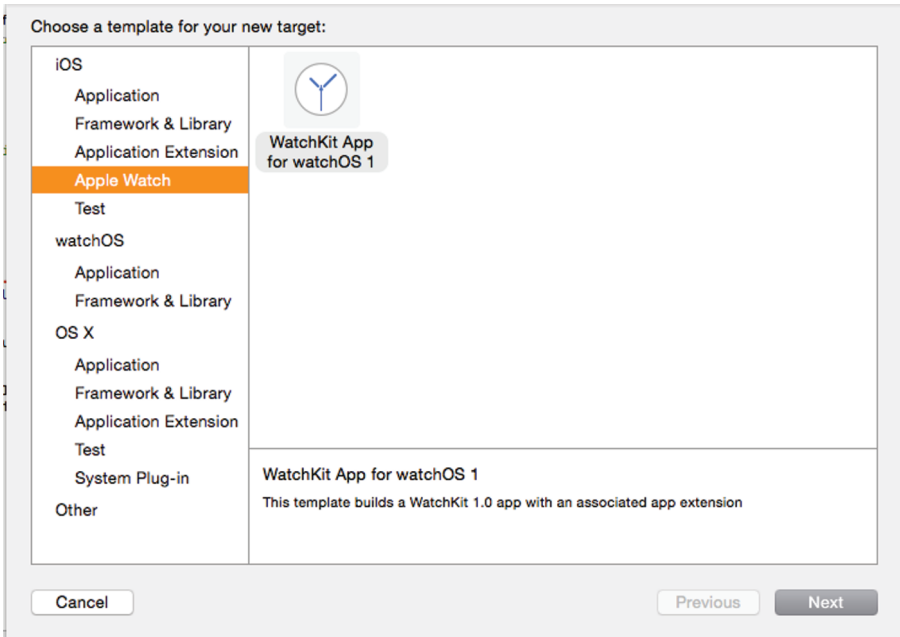 Choose a template for your new target:
iOS
Application
Framework & Library
Application Extension
Apple Watch
Test
watchOS
Application
Framework & Library
OS X
Application
Framework & Library
Application Extension
Test
System Plug-in
Other
WatchKit App
for watchOS 1
WatchKit App for watchOS 1
This template builds a WatchKit 1.0 app with an associated app extension
Cancel
Previous
Next